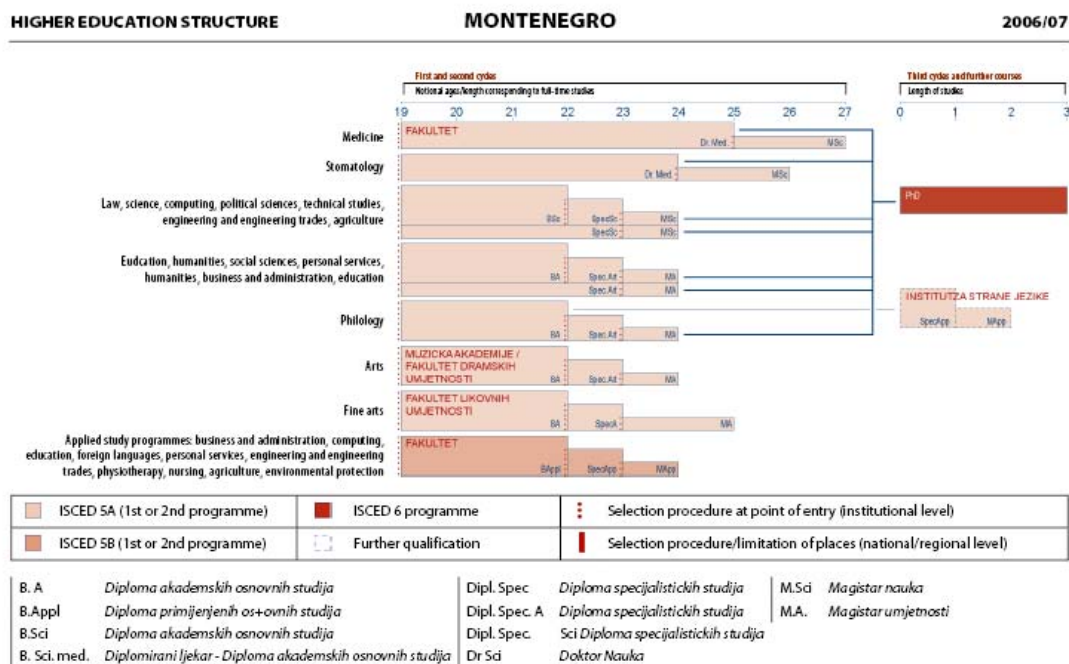 HIGHER EDUCATION STRUCTURE MONTENEGRO 2006/07
First and second cycles Third cycles and further courses
Notional ages/length corresponding to full-time studies Length of studies
19 20 21 22 23 24 25 26 27 0 1 2 3
Medicine FAKULTET Dr. Med. MSc
Stomatology Dr. Med. MSc
Law, science, computing, political sciences, technical studies,
engineering and engineering trades, agriculture BSc SpecSc MSc
SpecSc MSc
PhD
Eudcation, humanities, social sciences, personal services,
humanities, business and administration, education BA Spec.Art MA
Spec.Art MA
INSTITUTZA STRANE JEZIKE
SpecApp MApp
Philology BA Spec.Art MA
Arts MUZICKA AKADEMIJE /
FAKULTET DRAMSKIH
UMJETNOSTI BA Spec.Art MA
Fine arts FAKULTET LIKOVNIH
UMJETNOSTI BA SpecA MA
Applied study programmes: business and administration, computing,
education, foreign languages, personal services, engineering and engineering
trades, physiotherapy, nursing, agriculture, environmental protection
FAKULTET BAppl SpecApp MApp
ISCED 5A (1st or 2nd programme) ISCED 6 programme Selection procedure at point of entry (institutional level)
ISCED 5B (1st or 2nd programme) Further qualification Selection procedure/limitation of places (national/regional level)
B. A Diploma akademskih osnovnih studija Dipl. Spec Diploma specijalistickih studija M.Sci Magistar nauka
B.Appl Diploma primijenjenih os+ovnih studija Dipl. Spec. A Diploma specijalistickih studija M.A. Magistar umjetnosti
B.Sci Diploma akademskih osnovnih studija Dipl. Spec. Sci Diploma specijalistickih studija
B. Sci. med. Diplomirani ljekar - Diploma akademskih osnovnih studija Dr Sci Doktor Nauka